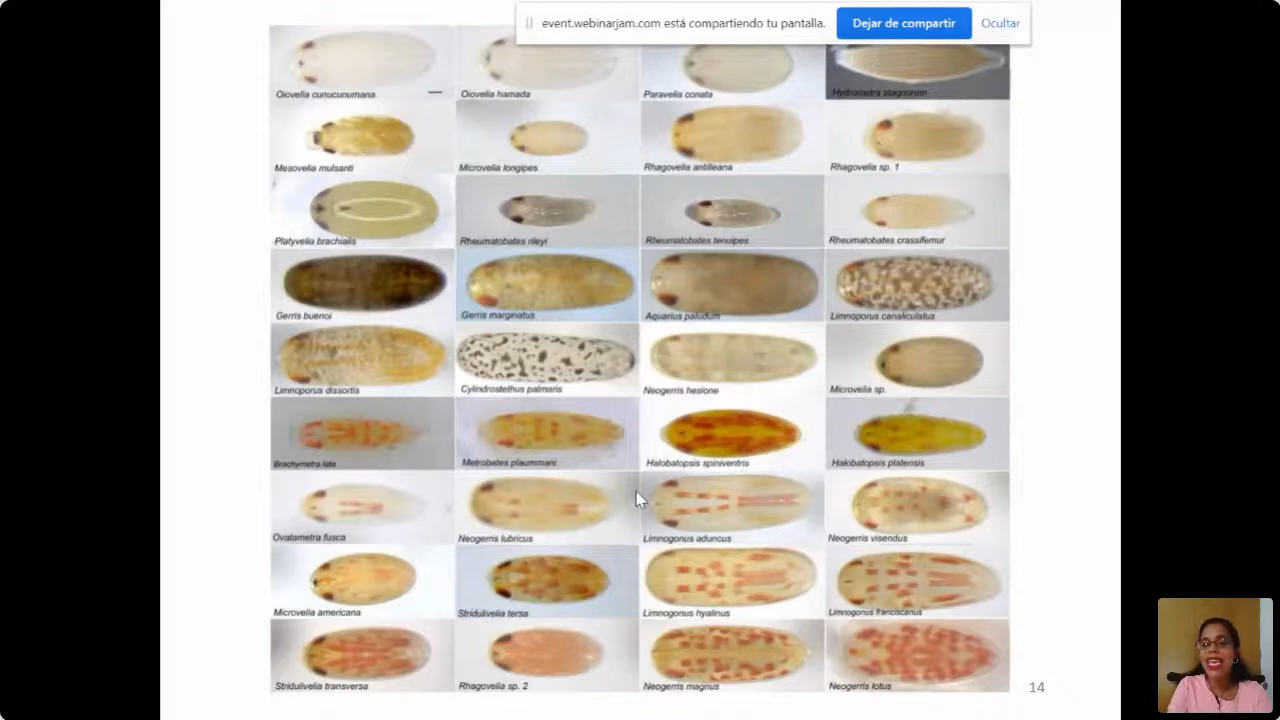 event.webinarjam.com está compartiendo tu pantalla. Dejar de compartir Ocultar
Oiovelia cunucunumana Oiovelia hamada Paravelia conata Hydrometra stagnorum
Mesovelia mulsanti Microvelia longipes Rhagovelia antilleana Rhagovelia sp. 1
Platyvelia brachialis Rheumatobates rileyi Rheumatobates tenuipes Rheumatobates crassifemur
Gerris buenoi Gerris marginatus Aquarius paludum Limnoporus canaliculatus
Limnoporus dissortis Cylindrostethus palmaris Neogerris hesione Microvelia sp.
Brachymetra lata Metrobates plaummani Halobatopsis spiniventris Halobatopsis platensis
Ovatametra fusca Neogerris lubricus Limnogonus aduncus Neogerris visendus
Microvelia americana Stridulivelia tersa Limnogonus hyalinus Limnogonus franciscanus
Stridulivelia transversa Rhagovelia sp. 2 Neogerris magnus Neogerris lotus
14